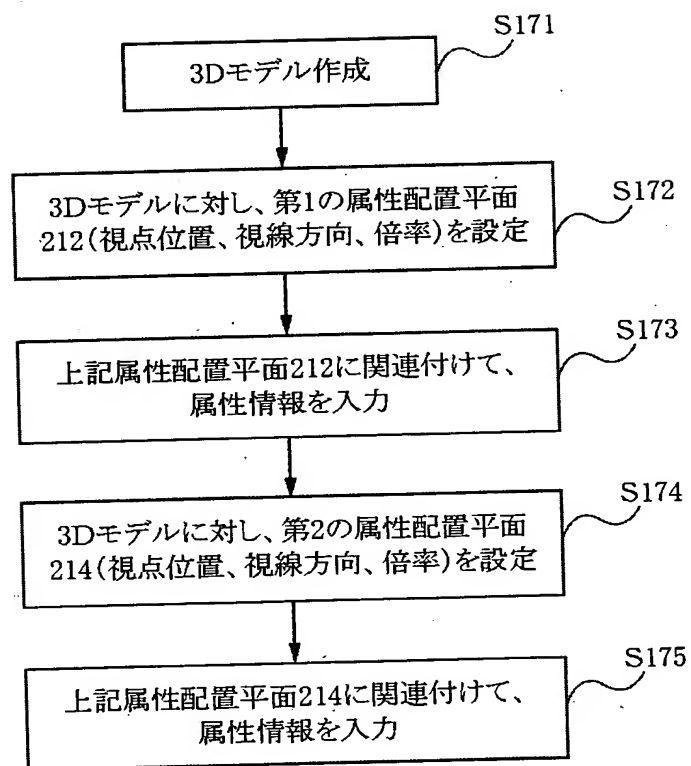 S171
3Dモデル作成
S172
3Dモデルに対し、第1の属性配置平面
212(視点位置、視線方向、倍率)を設定
S173
上記属性配置平面212に関連付けて、
属性情報を入力
S174
3Dモデルに対し、第2の属性配置平面
214(視点位置、視線方向、倍率)を設定
S175
上記属性配置平面214に関連付けて、
属性情報を入力